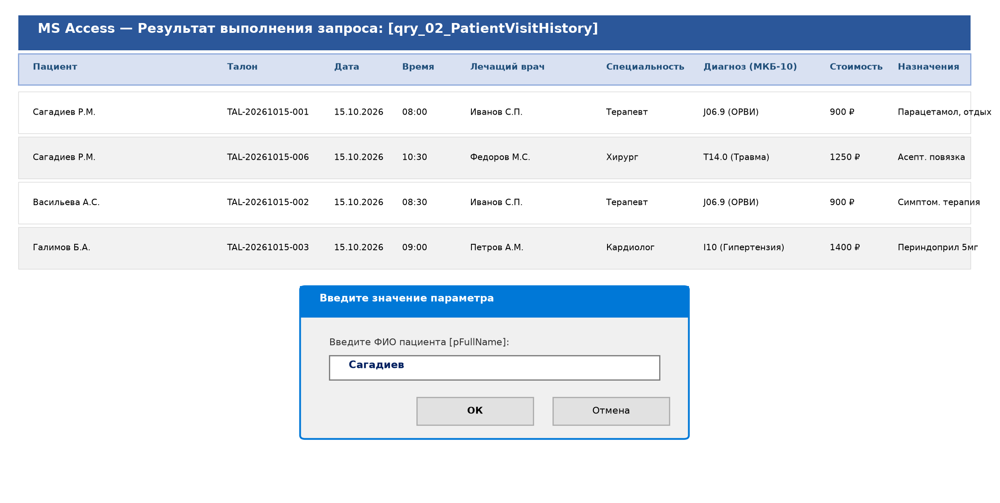 MS Access — Результат выполнения запроса: [qry_02_PatientVisitHistory]
Пациент Талон Дата Время Лечащий врач Специальность Диагноз (МКБ-10) Стоимость Назначения
Сагадиев Р.М. TAL-20261015-001 15.10.2026 08:00 Иванов С.П. Терапевт J06.9 (ОРВИ) 900 ₽ Парацетамол, отдых
Сагадиев Р.М. TAL-20261015-006 15.10.2026 10:30 Федоров М.С. Хирург T14.0 (Травма) 1250 ₽ Асепт. повязка
Васильева А.С. TAL-20261015-002 15.10.2026 08:30 Иванов С.П. Терапевт J06.9 (ОРВИ) 900 ₽ Симптом. терапия
Галимов Б.А. TAL-20261015-003 15.10.2026 09:00 Петров А.М. Кардиолог I10 (Гипертензия) 1400 ₽ Периндоприл 5мг
Введите значение параметра
Введите ФИО пациента [pFullName]:
Сагадиев
ОК Отмена